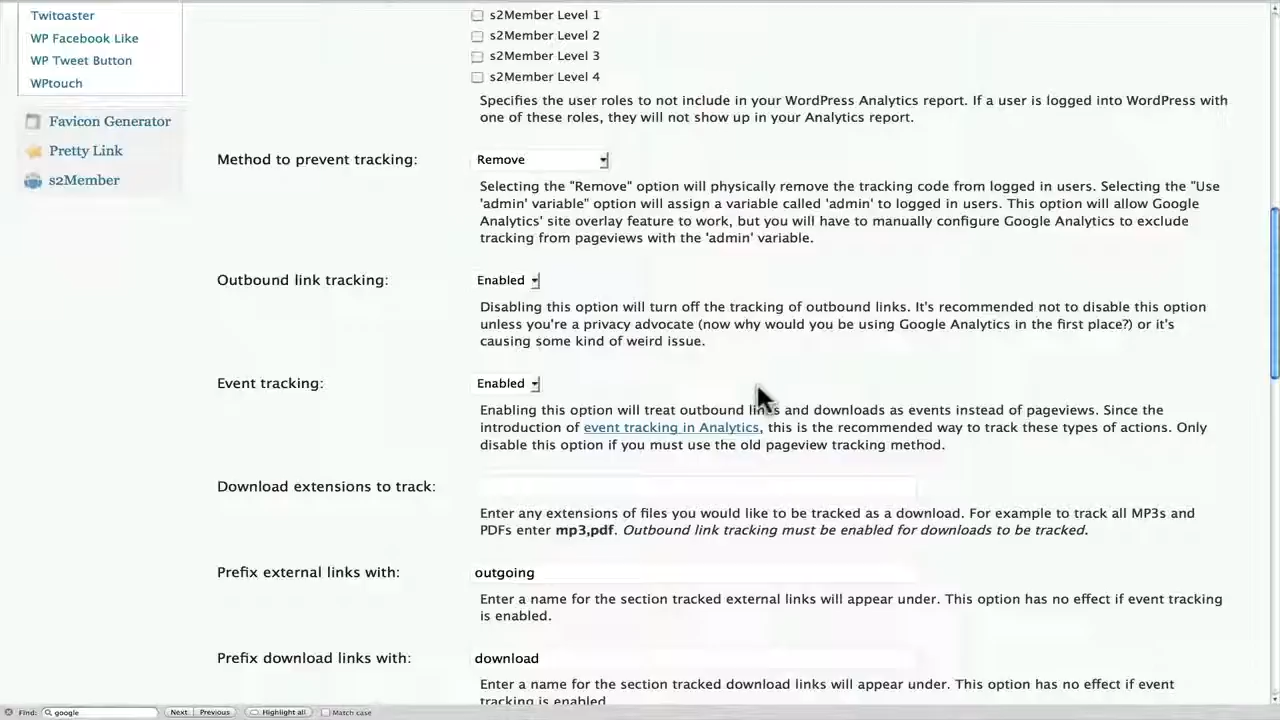 Twitoaster
WP Facebook Like
WP Tweet Button
WPtouch
Favicon Generator
Pretty Link
s2Member
s2Member Level 1
s2Member Level 2
s2Member Level 3
s2Member Level 4
Specifies the user roles to not include in your WordPress Analytics report. If a user is logged into WordPress with
one of these roles, they will not show up in your Analytics report.
Method to prevent tracking:
Remove
Selecting the "Remove" option will physically remove the tracking code from logged in users. Selecting the "Use
'admin' variable" option will assign a variable called 'admin' to logged in users. This option will allow Google
Analytics' site overlay feature to work, but you will have to manually configure Google Analytics to exclude
tracking from pageviews with the 'admin' variable.
Outbound link tracking:
Enabled
Disabling this option will turn off the tracking of outbound links. It's recommended not to disable this option
unless you're a privacy advocate (now why would you be using Google Analytics in the first place?) or it's
causing some kind of weird issue.
Event tracking:
Enabled
Enabling this option will treat outbound links and downloads as events instead of pageviews. Since the
introduction of event tracking in Analytics, this is the recommended way to track these types of actions. Only
disable this option if you must use the old pageview tracking method.
Download extensions to track:
Enter any extensions of files you would like to be tracked as a download. For example to track all MP3s and
PDFs enter mp3,pdf. Outbound link tracking must be enabled for downloads to be tracked.
Prefix external links with:
outgoing
Enter a name for the section tracked external links will appear under. This option has no effect if event tracking
is enabled.
Prefix download links with:
download
Enter a name for the section tracked download links will appear under. This option has no effect if event
tracking is enabled
Find: google Next Previous Highlight all Match case